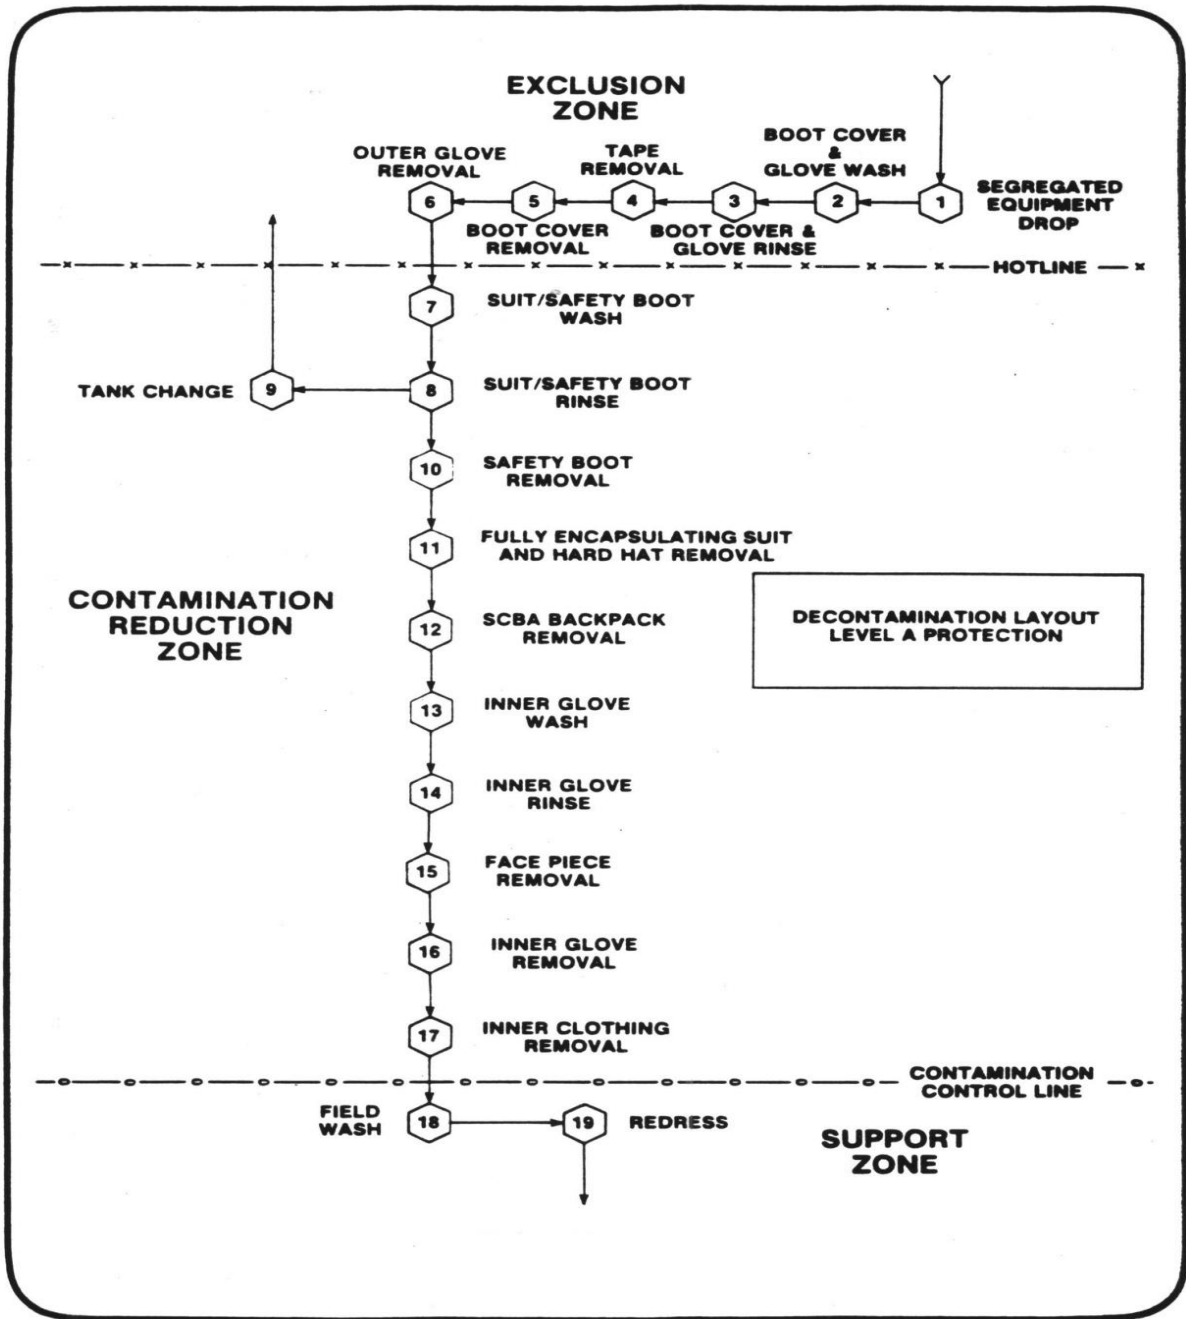 EXCLUSION
ZONE
BOOT COVER
&
GLOVE WASH
TAPE
REMOVAL
OUTER GLOVE
REMOVAL
6
5
4
3
2
1
SEGREGATED
EQUIPMENT
DROP
BOOT COVER
REMOVAL
BOOT COVER &
GLOVE RINSE
HOTLINE
7
SUIT/SAFETY BOOT
WASH
TANK CHANGE
9
8
SUIT/SAFETY BOOT
RINSE
10
SAFETY BOOT
REMOVAL
11
FULLY ENCAPSULATING SUIT
AND HARD HAT REMOVAL
CONTAMINATION
REDUCTION
ZONE
12
SCBA BACKPACK
REMOVAL
DECONTAMINATION LAYOUT
LEVEL A PROTECTION
13
INNER GLOVE
WASH
14
INNER GLOVE
RINSE
15
FACE PIECE
REMOVAL
16
INNER GLOVE
REMOVAL
17
INNER CLOTHING
REMOVAL
CONTAMINATION
CONTROL LINE
FIELD
WASH
18
19
REDRESS
SUPPORT
ZONE